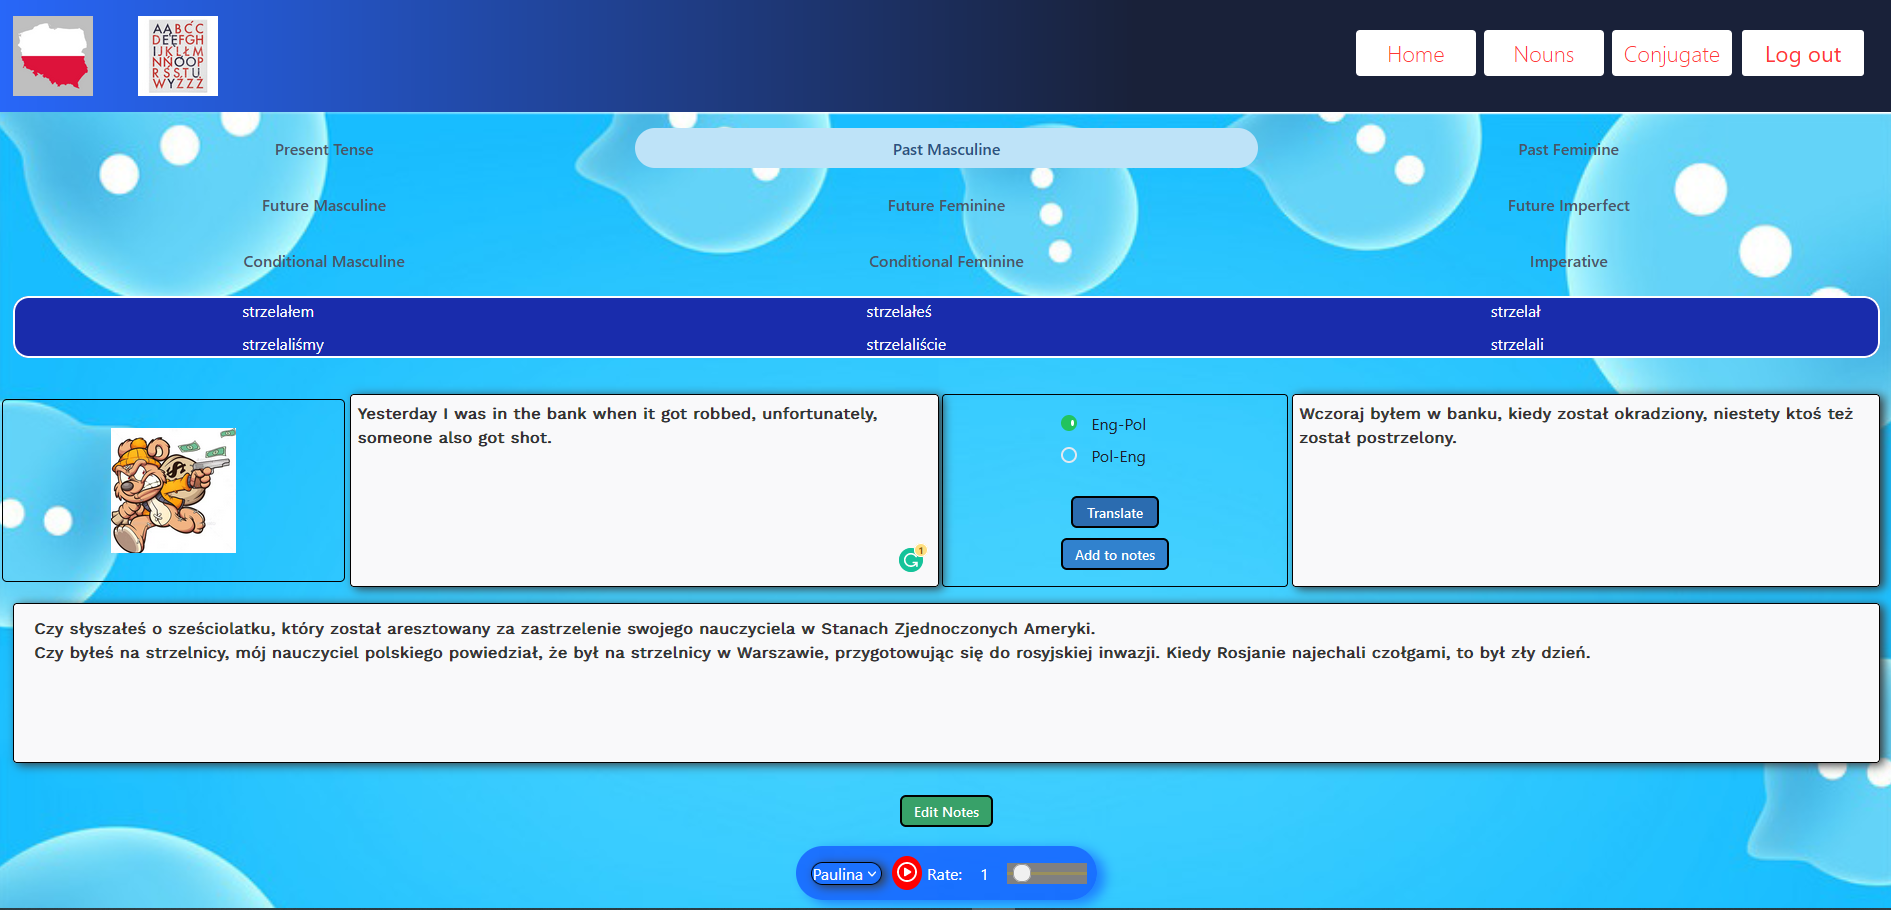 AĄBCĆ
DEĘFGH
IJKLŁM
NŃOÓP
RSŚTU
WYZŹŻ
Home
Nouns
Conjugate
Log out
Present Tense
Past Masculine
Past Feminine
Future Masculine
Future Feminine
Future Imperfect
Conditional Masculine
Conditional Feminine
Imperative
strzelałem
strzelałeś
strzelał
strzelaliśmy
strzelaliście
strzelali
Yesterday I was in the bank when it got robbed, unfortunately,
someone also got shot.
1
Eng-Pol
Pol-Eng
Translate
Add to notes
Wczoraj byłem w banku, kiedy został okradziony, niestety ktoś też
został postrzelony.
Czy słyszałeś o sześciolatku, który został aresztowany za zastrzelenie swojego nauczyciela w Stanach Zjednoczonych Ameryki.
Czy byłeś na strzelnicy, mój nauczyciel polskiego powiedział, że był na strzelnicy w Warszawie, przygotowując się do rosyjskiej inwazji. Kiedy Rosjanie najechali czołgami, to był zły dzień.
Edit Notes
Paulina
Rate:
1